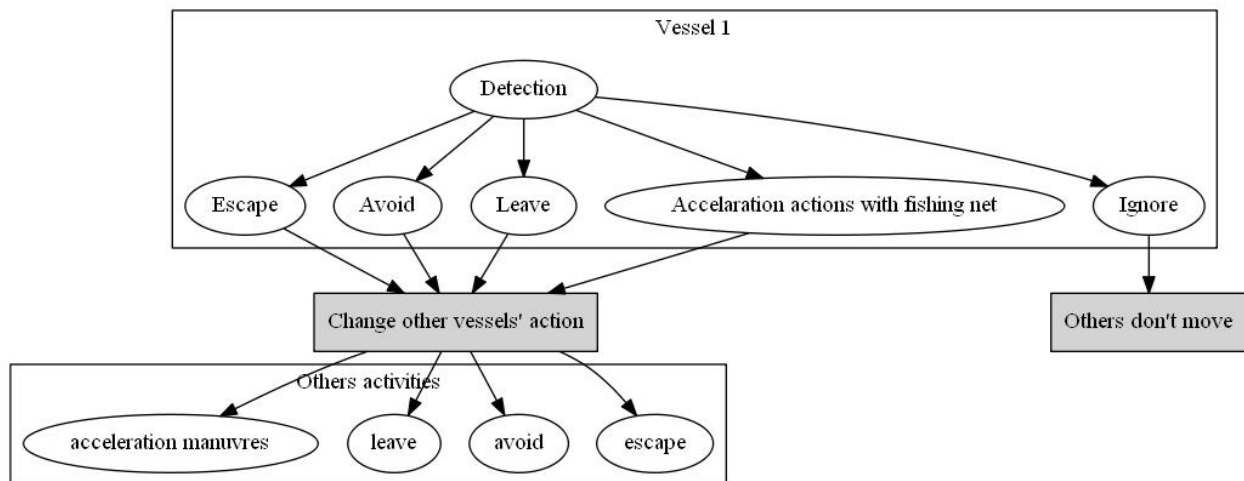 Vessel 1
Detection
Escape
Avoid
Leave
Accelaration actions with fishing net
Ignore
Change other vessels' action
Others don't move
Others activities
acceleration manuvres
leave
avoid
escape